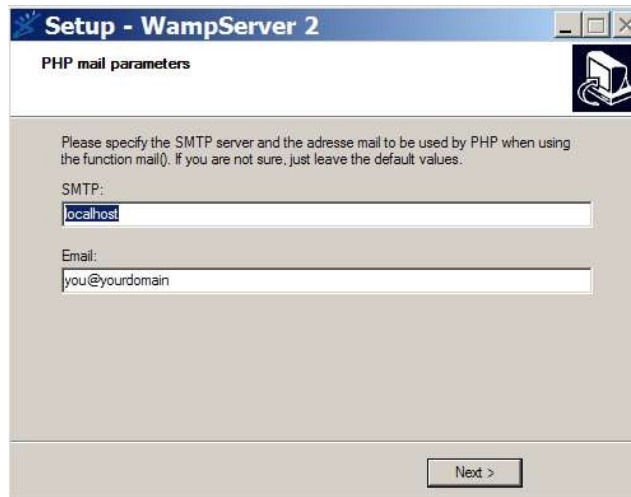 Setup - WampServer 2
PHP mail parameters
Please specify the SMTP server and the adresse mail to be used by PHP when using
the function mail(). If you are not sure, just leave the default values.
SMTP:
localhost
Email:
you@yourdomain
Next >